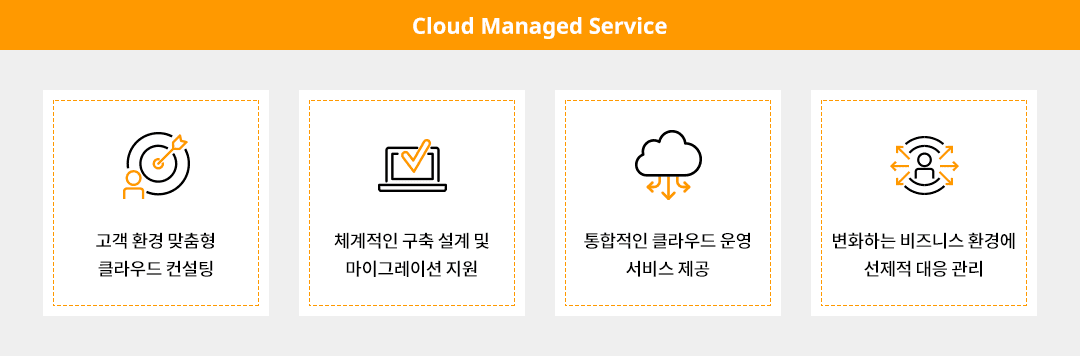 Cloud Managed Service
고객 환경 맞춤형
클라우드 컨설팅
체계적인 구축 설계 및
마이그레이션 지원
통합적인 클라우드 운영
서비스 제공
변화하는 비즈니스 환경에
선제적 대응 관리